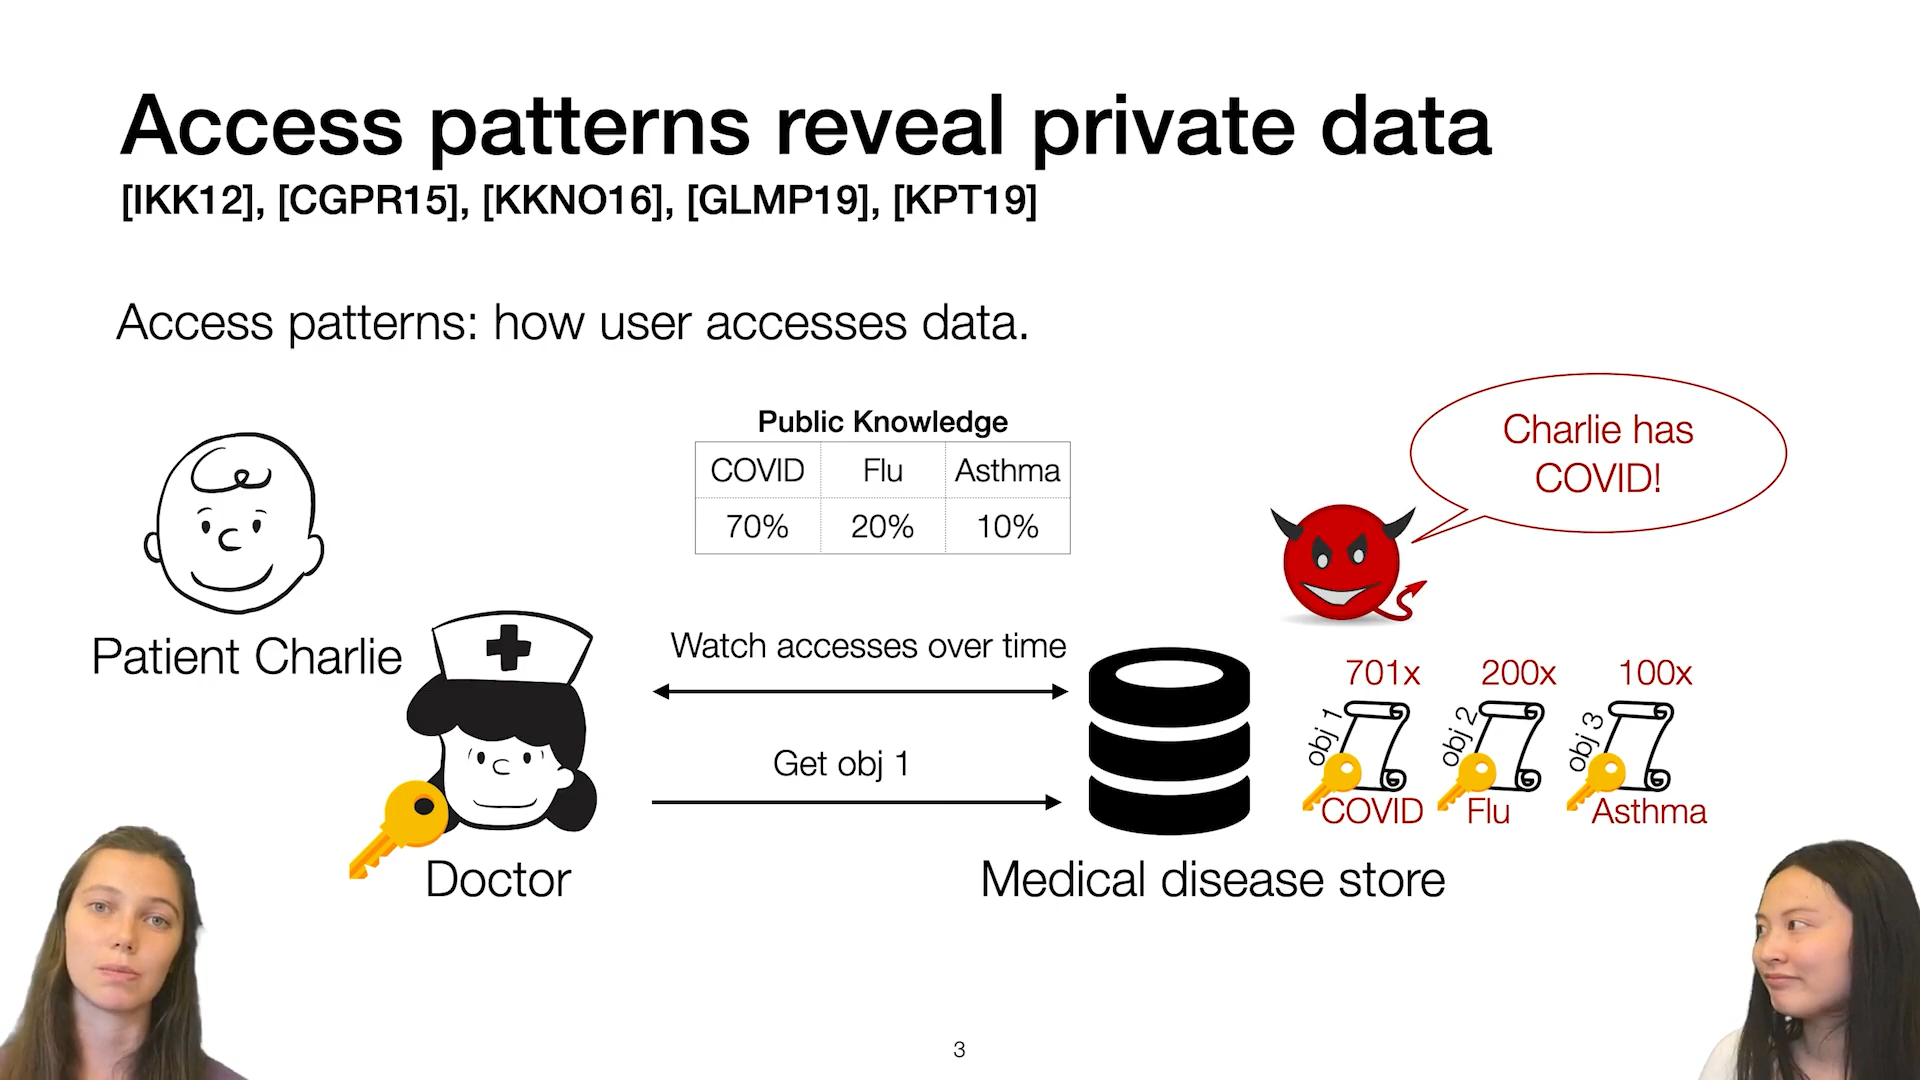 Access patterns reveal private data
[IKK12], [CGPR15], [KKNO16], [GLMP19], [KPT19]
Access patterns: how user accesses data.
Public Knowledge
COVID Flu Asthma
70% 20% 10%
Charlie has
COVID!
Patient Charlie
Watch accesses over time
Get obj 1
Doctor
Medical disease store
701x 200x 100x
obj 1 obj 2 obj 3
COVID Flu Asthma
3